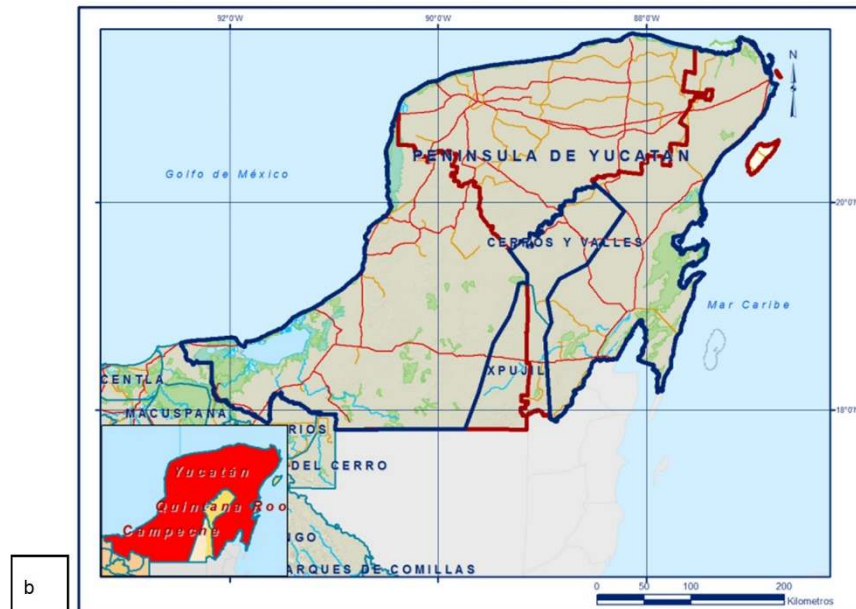 92°0'W
90°0'W
88°0'W
N
Golfo de México
PENINSULA DE YUCATAN
20°0'
CERROS Y VALLES
Mar Caribe
CENTLA
XPUJIL
MACUSPANA
18°0'
RIOS
DEL CERRO
Yucatán
Quintana Roo
Campeche
NGO
ARQUES DE COMILLAS
b
0 50 100 200
Kilometros